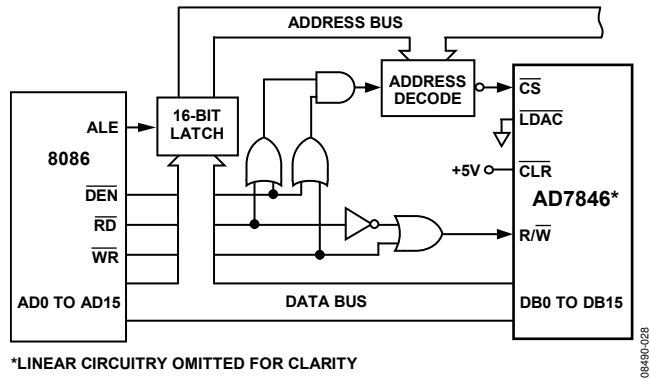 ADDRESS BUS
ADDRESS
DECODE
16-BIT
LATCH
ALE
8086
DEN
RD
WR
AD0 TO AD15
DATA BUS
CS
LDAC
+5V
CLR
AD7846*
R/W
DB0 TO DB15
*LINEAR CIRCUITRY OMITTED FOR CLARITY
08490-028